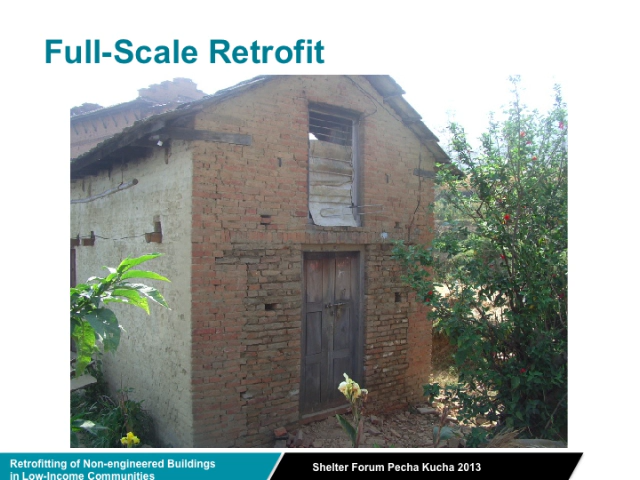 Full-Scale Retrofit
Retrofitting of Non-engineered Buildings
in Low-Income Communities
Shelter Forum Pecha Kucha 2013